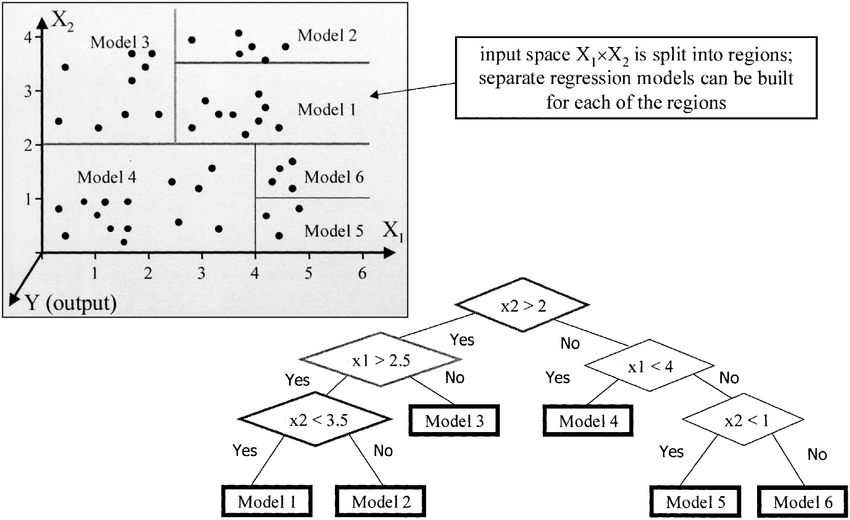 X2
4
Model 3
Model 2
3
Model 1
2
Model 4
Model 6
1
Model 5
X1
1 2 3 4 5 6
Y (output)
input space X1×X2 is split into regions;
separate regression models can be built
for each of the regions
x2 > 2
Yes No
x1 > 2.5 x1 < 4
Yes No Yes No
x2 < 3.5 Model 3 Model 4 x2 < 1
Yes No Yes No
Model 1 Model 2 Model 5 Model 6